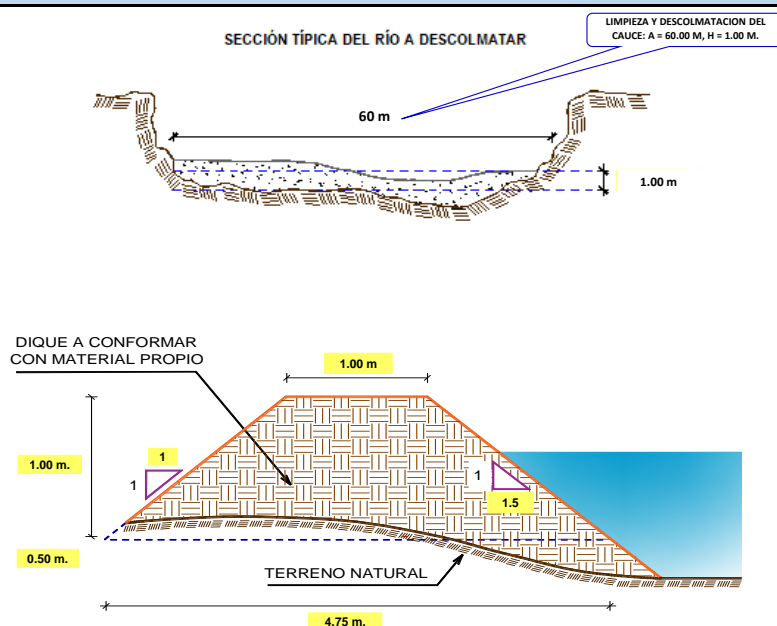 LIMPIEZA Y DESCOLMATACION DEL
CAUCE: A = 60.00 M, H = 1.00 M.
SECCIÓN TÍPICA DEL RÍO A DESCOLMATAR
60 m
1.00 m
DIQUE A CONFORMAR
CON MATERIAL PROPIO
1.00 m
1.00 m.
1
1
1
1.5
0.50 m.
TERRENO NATURAL
4.75 m.